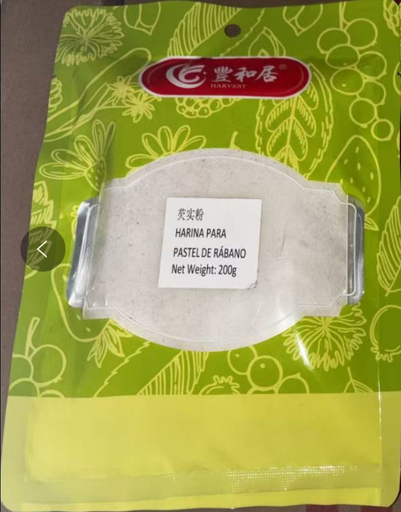 豐和居®
HARVEST
芡实粉
HARINA PARA
PASTEL DE RÁBANO
Net Weight: 200g